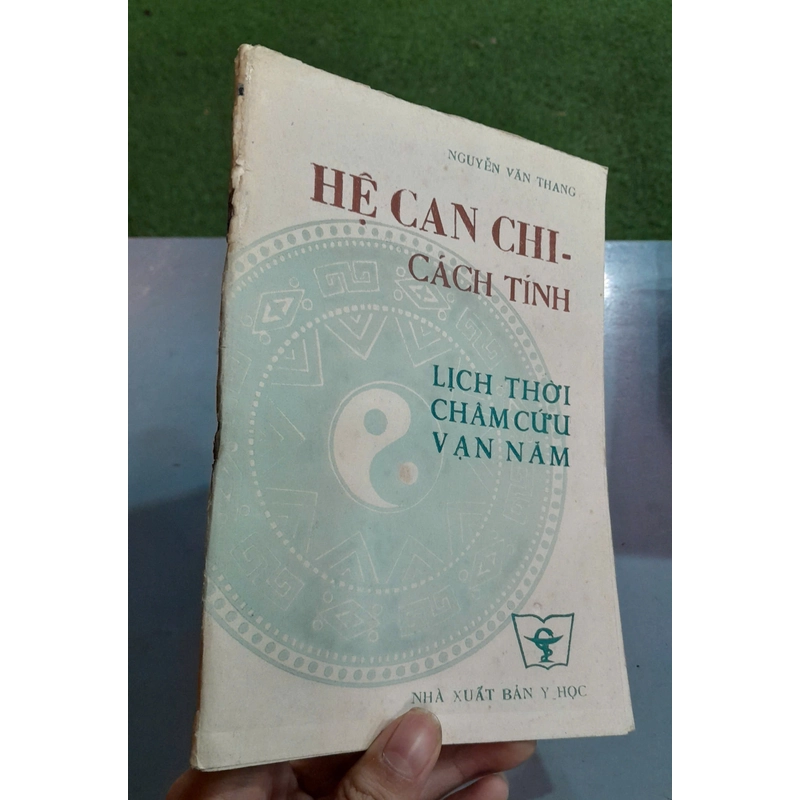 NGUYỄN VĂN THANG
HỆ CAN CHI-
CÁCH TÍNH
LỊCH THỜI
CHÂM CỨU
VẠN NĂM
NHÀ XUẤT BẢN Y HỌC